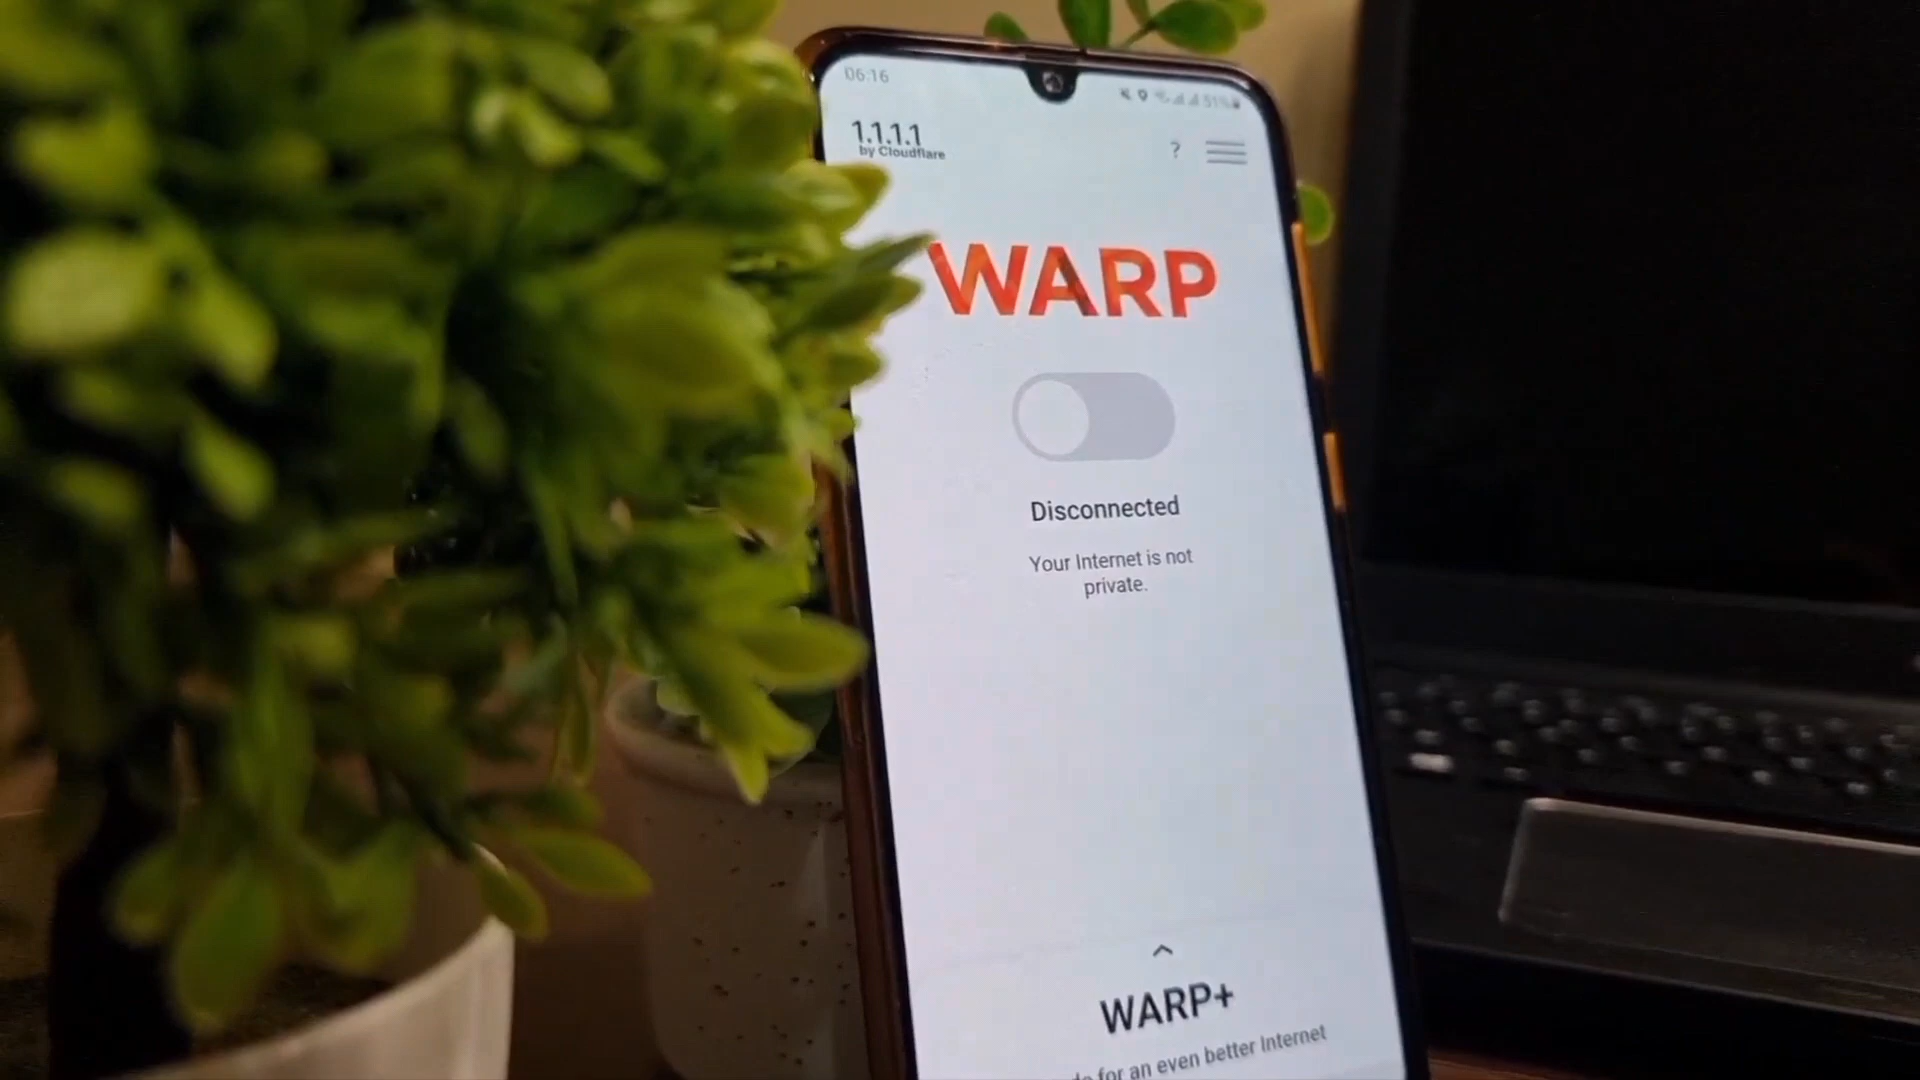 06:16
51%
1.1.1.1
by Cloudflare
?
WARP
Disconnected
Your Internet is not
private.
WARP+
for an even better Internet